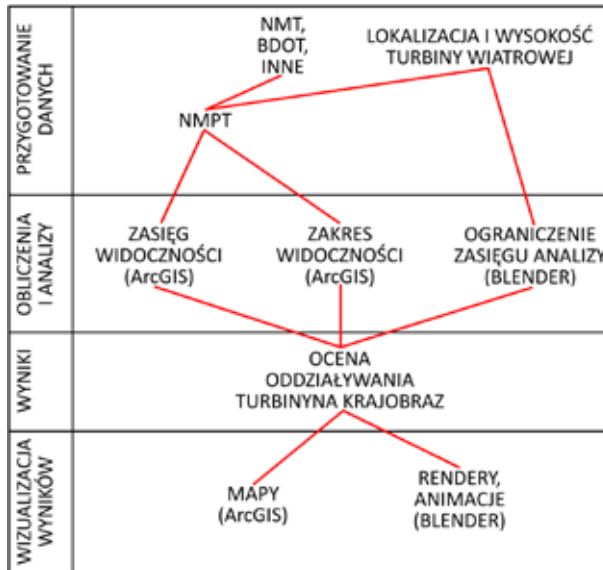 PRZYGOTOWANIE
DANYCH
NMT,
BDOT,
INNE
LOKALIZACJA I WYSOKOŚĆ
TURBINY WIATROWEJ
NMPT
OBLICZENIA
I ANALIZY
ZASIĘG
WIDOCZNOŚCI
(ArcGIS)
ZAKRES
WIDOCZNOŚCI
(ArcGIS)
OGRANICZENIE
ZASIĘGU ANALIZY
(BLENDER)
WYNIKI
OCENA
ODDZIAŁYWANIA
TURBINYNA KRAJOBRAZ
WIZUALIZACJA
WYNIKÓW
MAPY
(ArcGIS)
RENDERY,
ANIMACJE
(BLENDER)